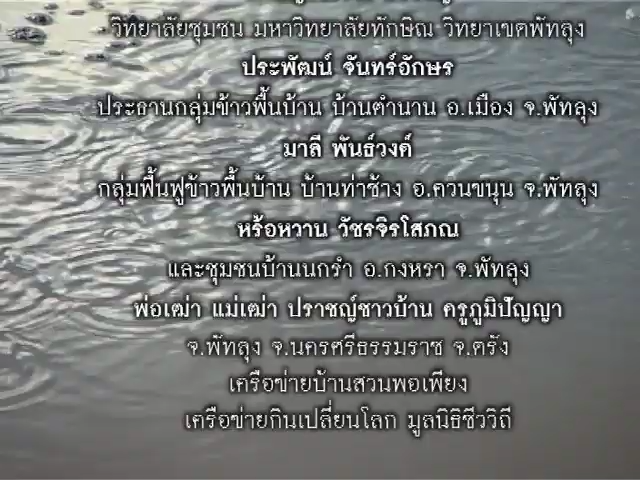 วิทยาลัยชุมชน มหาวิทยาลัยทักษิณ วิทยาเขตพัทลุง
ประพัฒน์ จันทร์อักษร
ประธานกลุ่มข้าวพื้นบ้าน บ้านตำนาน อ.เมือง จ.พัทลุง
มาลี พันธ์วงค์
กลุ่มฟื้นฟูข้าวพื้นบ้าน บ้านท่าช้าง อ.ควนขนุน จ.พัทลุง
หร้อหวาน วัชรจิรโสภณ
และชุมชนบ้านนกรำ อ.กงหรา จ.พัทลุง
พ่อเฒ่า แม่เฒ่า ปราชญ์ชาวบ้าน ครูภูมิปัญญา
จ.พัทลุง จ.นครศรีธรรมราช จ.ตรัง
เครือข่ายบ้านสวนพอเพียง
เครือข่ายกินเปลี่ยนโลก มูลนิธิชีววิถี